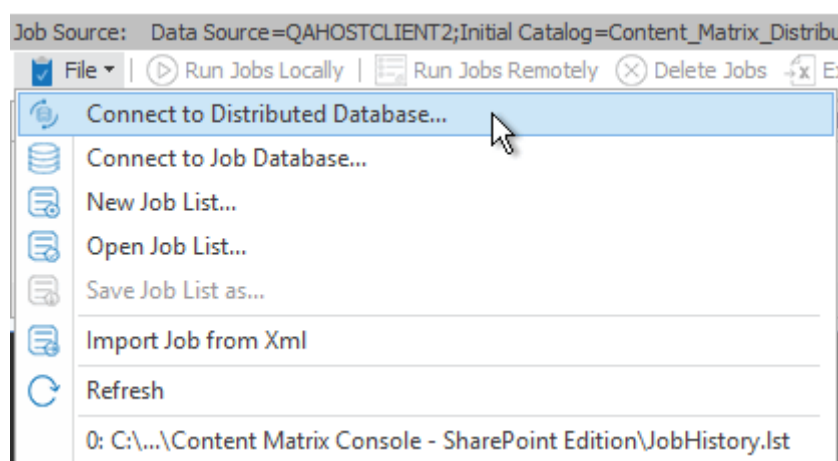 Job Source: Data Source=QAHOSTCLIENT2;Initial Catalog=Content_Matrix_Distribu
File Run Jobs Locally Run Jobs Remotely Delete Jobs
Connect to Distributed Database...
Connect to Job Database...
New Job List...
Open Job List...
Save Job List as...
Import Job from Xml
Refresh
0: C:\...\Content Matrix Console - SharePoint Edition\JobHistory.lst